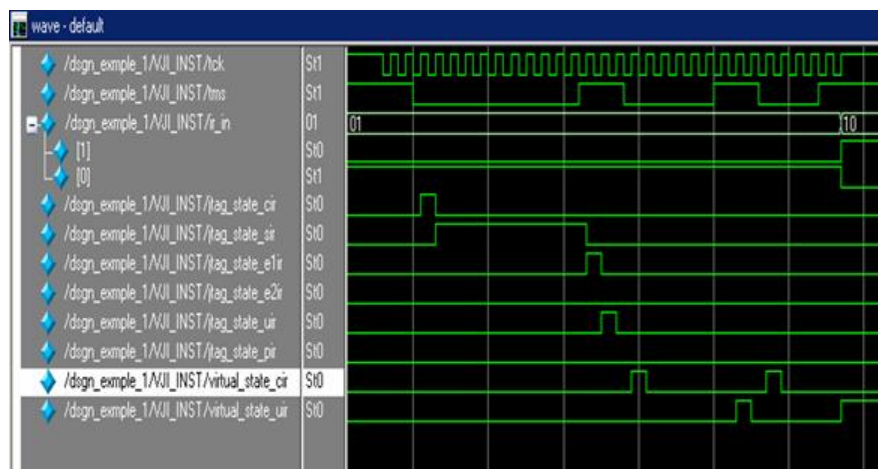 wave - default
/dsgn_exmple_1/VJI_INST/tck St1
/dsgn_exmple_1/VJI_INST/tms St1
/dsgn_exmple_1/VJI_INST/ir_in 01 01 10
[1] St0
[0] St1
/dsgn_exmple_1/VJI_INST/jtag_state_cir St0
/dsgn_exmple_1/VJI_INST/jtag_state_sir St0
/dsgn_exmple_1/VJI_INST/jtag_state_e1ir St0
/dsgn_exmple_1/VJI_INST/jtag_state_e2ir St0
/dsgn_exmple_1/VJI_INST/jtag_state_uir St0
/dsgn_exmple_1/VJI_INST/jtag_state_pir St0
/dsgn_exmple_1/VJI_INST/virtual_state_cir St0
/dsgn_exmple_1/VJI_INST/virtual_state_uir St0